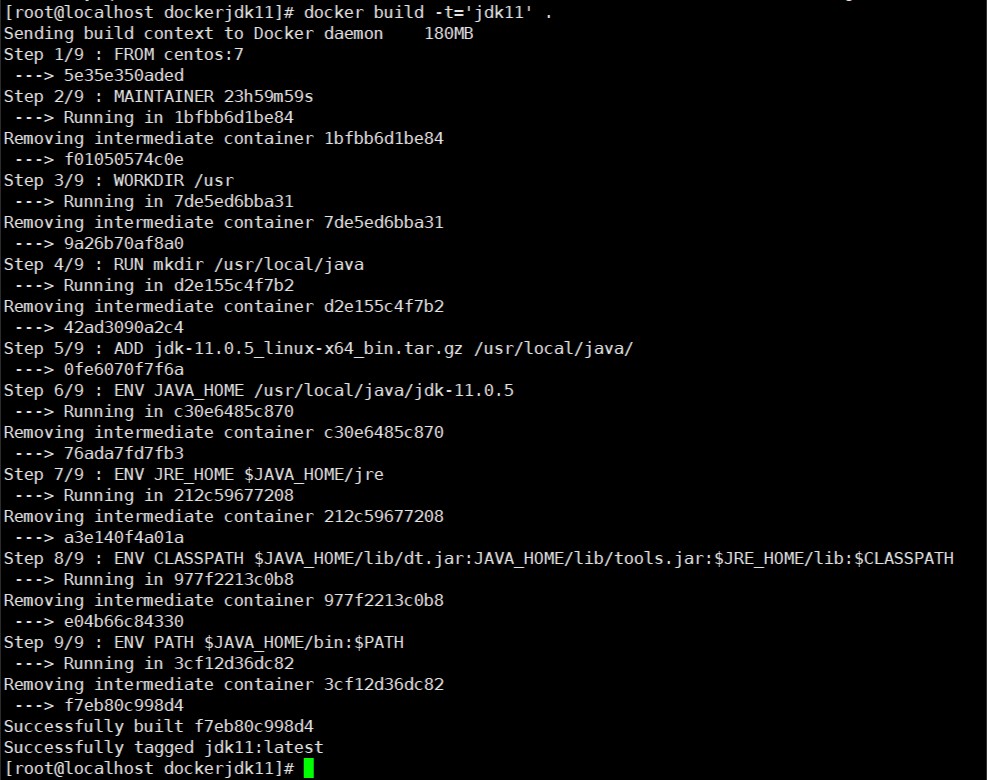 [root@localhost dockerjdk11]# docker build -t='jdk11' .
Sending build context to Docker daemon    180MB
Step 1/9 : FROM centos:7
 ---> 5e35e350aded
Step 2/9 : MAINTAINER 23h59m59s
 ---> Running in 1bfbb6d1be84
Removing intermediate container 1bfbb6d1be84
 ---> f01050574c0e
Step 3/9 : WORKDIR /usr
 ---> Running in 7de5ed6bba31
Removing intermediate container 7de5ed6bba31
 ---> 9a26b70af8a0
Step 4/9 : RUN mkdir /usr/local/java
 ---> Running in d2e155c4f7b2
Removing intermediate container d2e155c4f7b2
 ---> 42ad3090a2c4
Step 5/9 : ADD jdk-11.0.5_linux-x64_bin.tar.gz /usr/local/java/
 ---> 0fe6070f7f6a
Step 6/9 : ENV JAVA_HOME /usr/local/java/jdk-11.0.5
 ---> Running in c30e6485c870
Removing intermediate container c30e6485c870
 ---> 76ada7fd7fb3
Step 7/9 : ENV JRE_HOME $JAVA_HOME/jre
 ---> Running in 212c59677208
Removing intermediate container 212c59677208
 ---> a3e140f4a01a
Step 8/9 : ENV CLASSPATH $JAVA_HOME/lib/dt.jar:JAVA_HOME/lib/tools.jar:$JRE_HOME/lib:$CLASSPATH
 ---> Running in 977f2213c0b8
Removing intermediate container 977f2213c0b8
 ---> e04b66c84330
Step 9/9 : ENV PATH $JAVA_HOME/bin:$PATH
 ---> Running in 3cf12d36dc82
Removing intermediate container 3cf12d36dc82
 ---> f7eb80c998d4
Successfully built f7eb80c998d4
Successfully tagged jdk11:latest
[root@localhost dockerjdk11]#